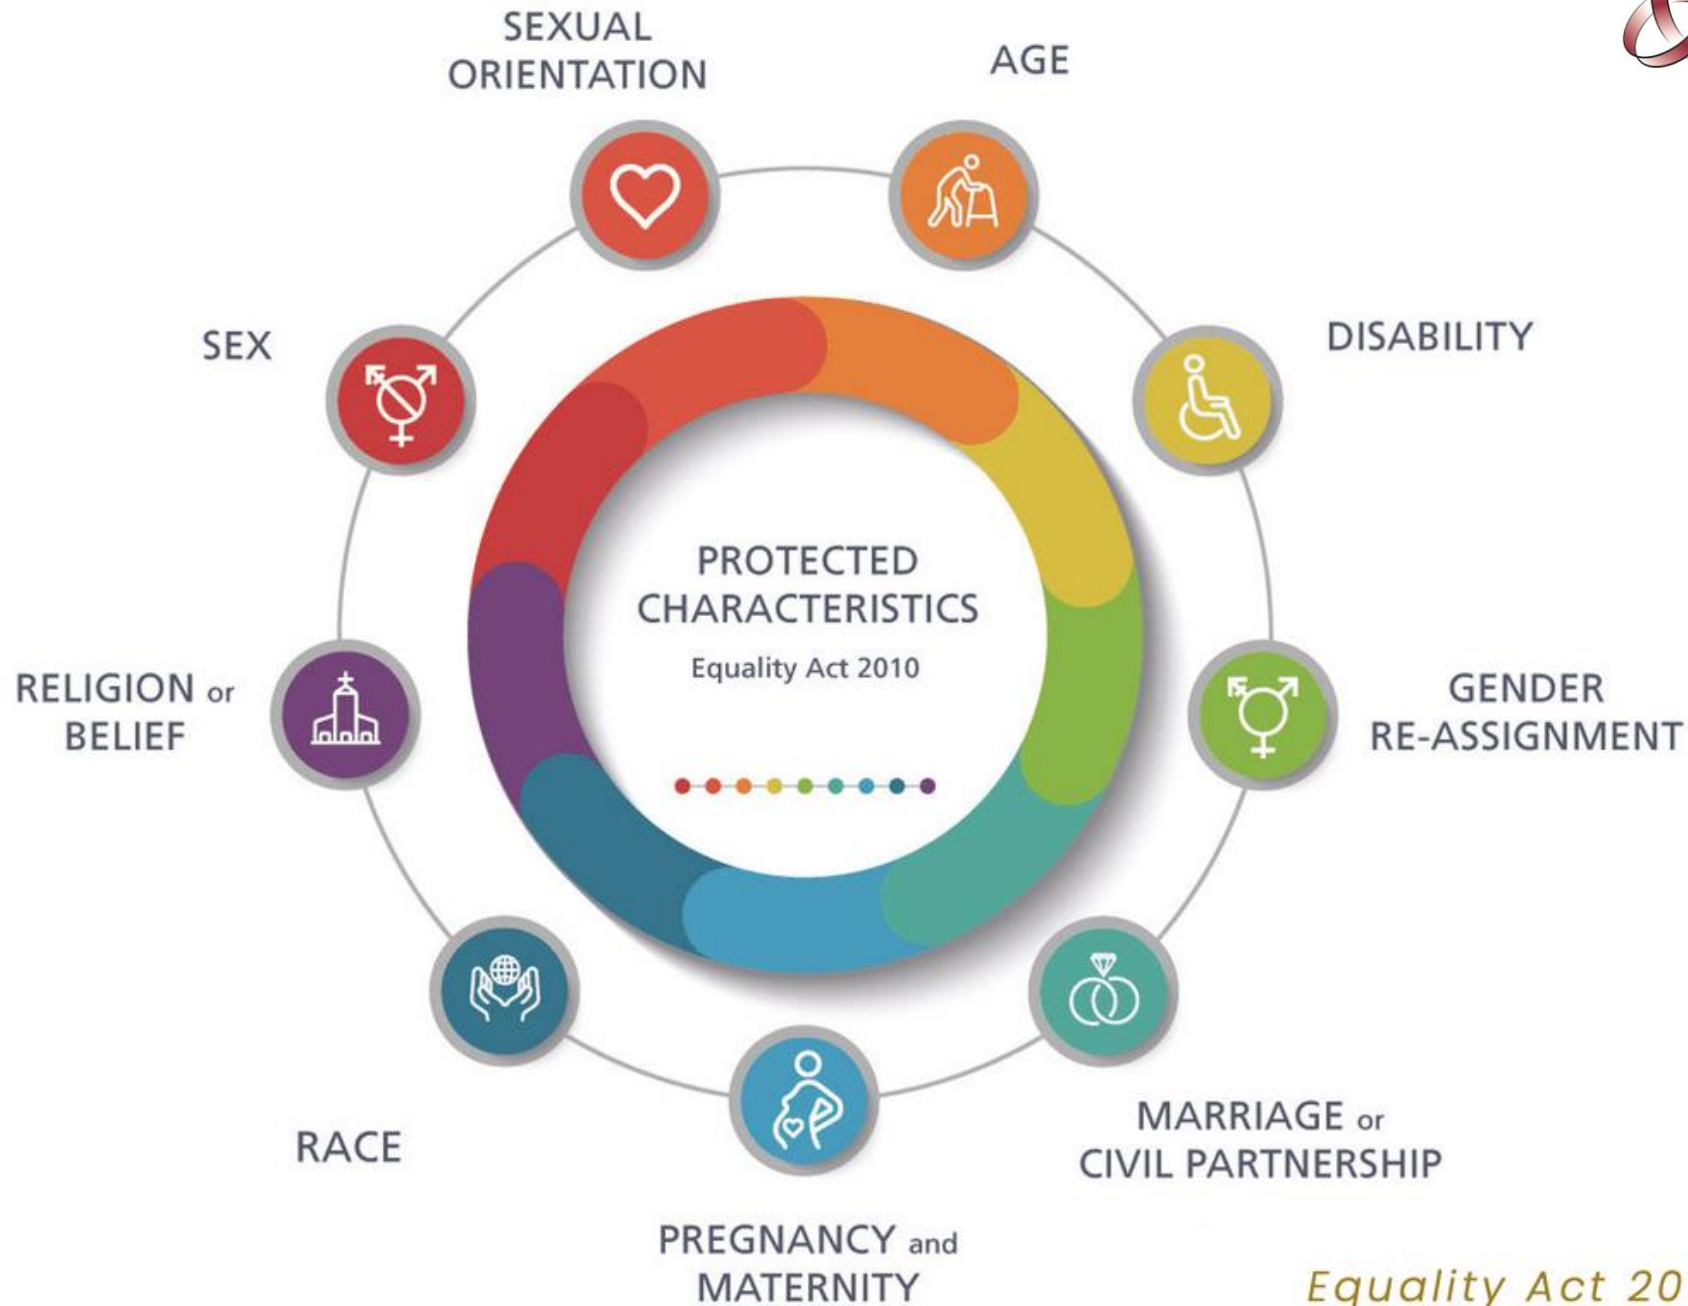 SEXUAL
ORIENTATION
AGE
SEX
DISABILITY
PROTECTED
CHARACTERISTICS
Equality Act 2010
RELIGION or
BELIEF
GENDER
RE-ASSIGNMENT
RACE
MARRIAGE or
CIVIL PARTNERSHIP
PREGNANCY and
MATERNITY
Equality Act 20